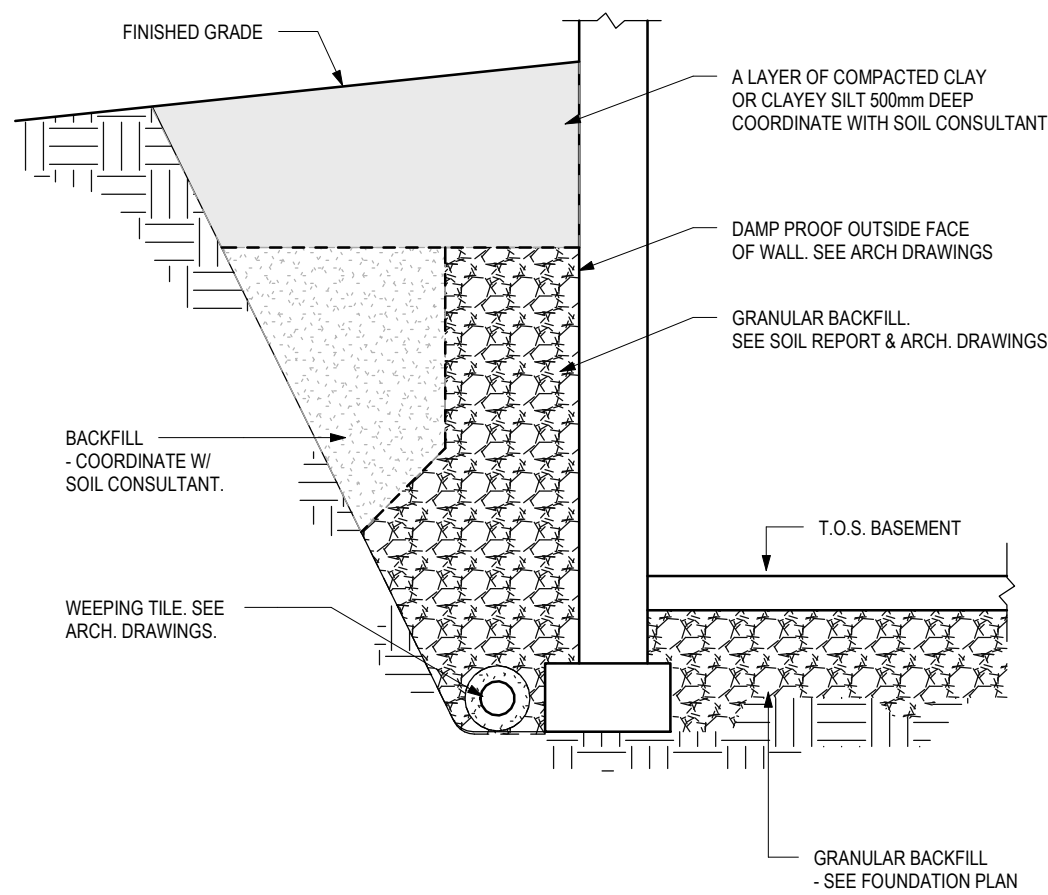 FINISHED GRADE
A LAYER OF COMPACTED CLAY
OR CLAYEY SILT 500mm DEEP
COORDINATE WITH SOIL CONSULTANT
DAMP PROOF OUTSIDE FACE
OF WALL. SEE ARCH DRAWINGS
GRANULAR BACKFILL.
SEE SOIL REPORT & ARCH. DRAWINGS
BACKFILL
- COORDINATE W/
SOIL CONSULTANT.
T.O.S. BASEMENT
WEEPING TILE. SEE
ARCH. DRAWINGS.
GRANULAR BACKFILL
- SEE FOUNDATION PLAN